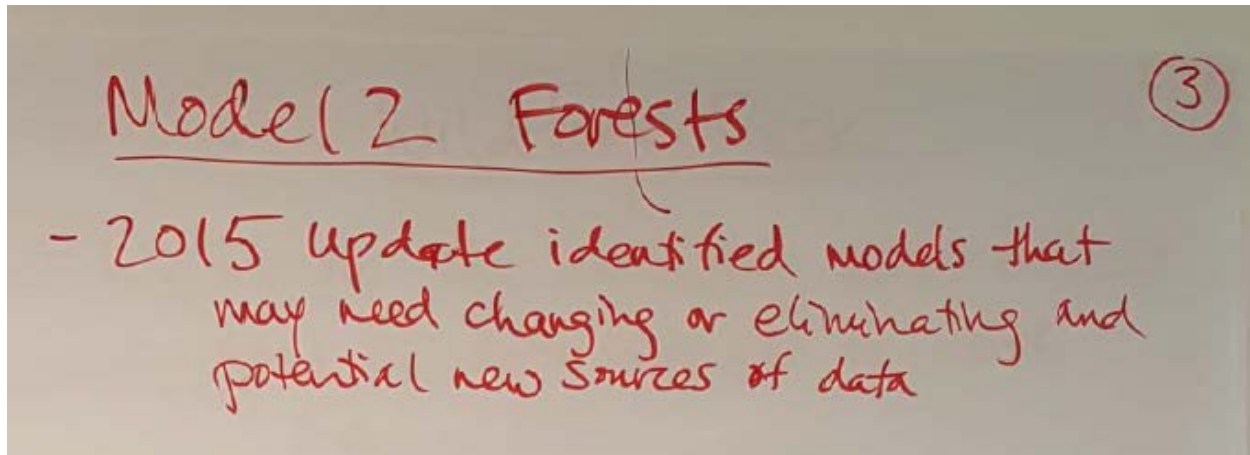 Model 2 Forests
3
- 2015 update identified models that
may need changing or eliminating and
potential new sources of data